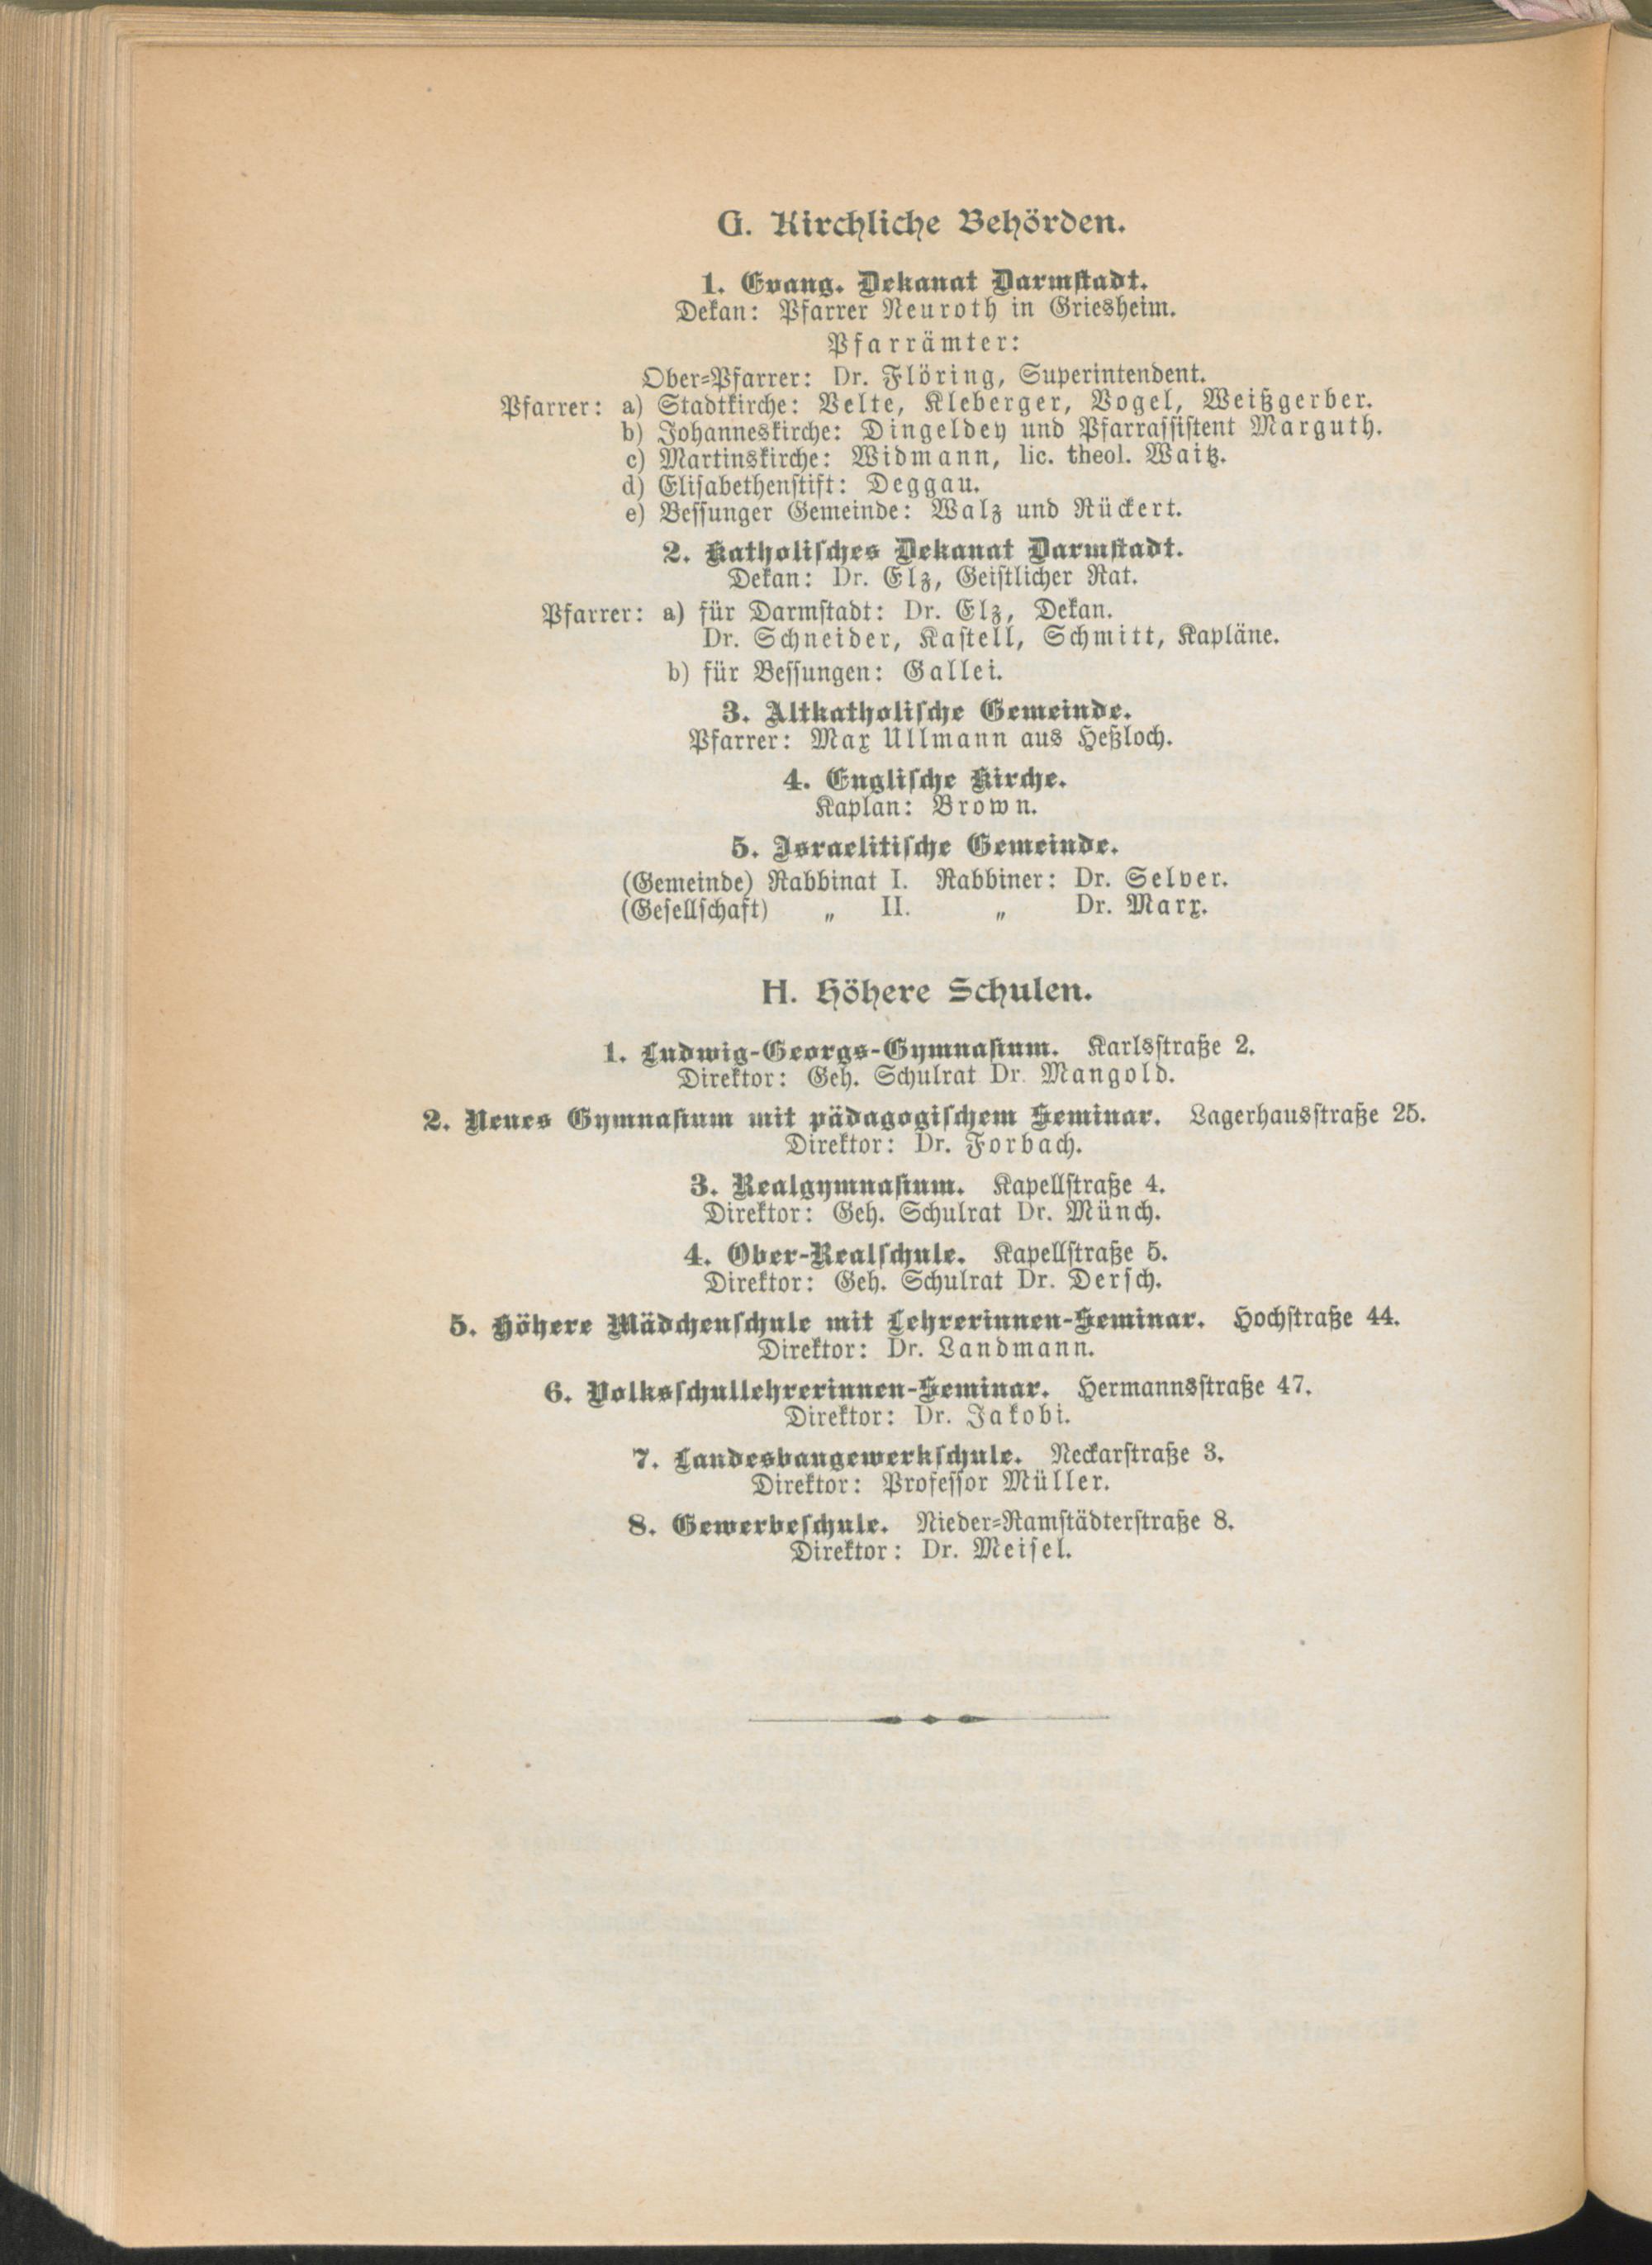 G. Kirchliche Behörden.
1. Evang. Dekanat Darmstadt.
Dekan: Pfarrer Neuroth in Griesheim.
Pfarrämter:
Ober-Pfarrer: Dr. Flöring, Superintendent.
Pfarrer: a) Stadtkirche: Velte, Kleberger, Vogel, Weißgerber.
b) Johanneskirche: Dingeldey und Pfarrassistent Marguth.
c) Martinskirche: Widmann, lic. theol. Waitz.
d) Elisabethenstift: Deggau.
e) Bessunger Gemeinde: Walz und Rückert.
2. Katholisches Dekanat Darmstadt.
Dekan: Dr. Elz, Geistlicher Rat.
Pfarrer: a) für Darmstadt: Dr. Elz, Dekan.
Dr. Schneider, Kastell, Schmitt, Kapläne.
b) für Bessungen: Gallei.
3. Altkatholische Gemeinde.
Pfarrer: Max Ullmann aus Heßloch.
4. Englische Kirche.
Kaplan: Brown.
5. Israelitische Gemeinde.
(Gemeinde) Rabbinat I. Rabbiner: Dr. Selver.
(Gesellschaft) „ II. „ Dr. Marx.
H. Höhere Schulen.
1. Ludwig-Georgs-Gymnasium. Karlsstraße 2.
Direktor: Geh. Schulrat Dr. Mangold.
2. Neues Gymnasium mit pädagogischem Seminar. Lagerhausstraße 25.
Direktor: Dr. Forbach.
3. Realgymnasium. Kapellstraße 4.
Direktor: Geh. Schulrat Dr. Münch.
4. Ober-Realschule. Kapellstraße 5.
Direktor: Geh. Schulrat Dr. Dersch.
5. Höhere Mädchenschule mit Lehrerinnen-Seminar. Hochstraße 44.
Direktor: Dr. Landmann.
6. Volksschullehrerinnen-Seminar. Hermannsstraße 47.
Direktor: Dr. Jakobi.
7. Landesbaugewerkschule. Neckarstraße 3.
Direktor: Professor Müller.
8. Gewerbeschule. Nieder-Ramstädterstraße 8.
Direktor: Dr. Meisel.